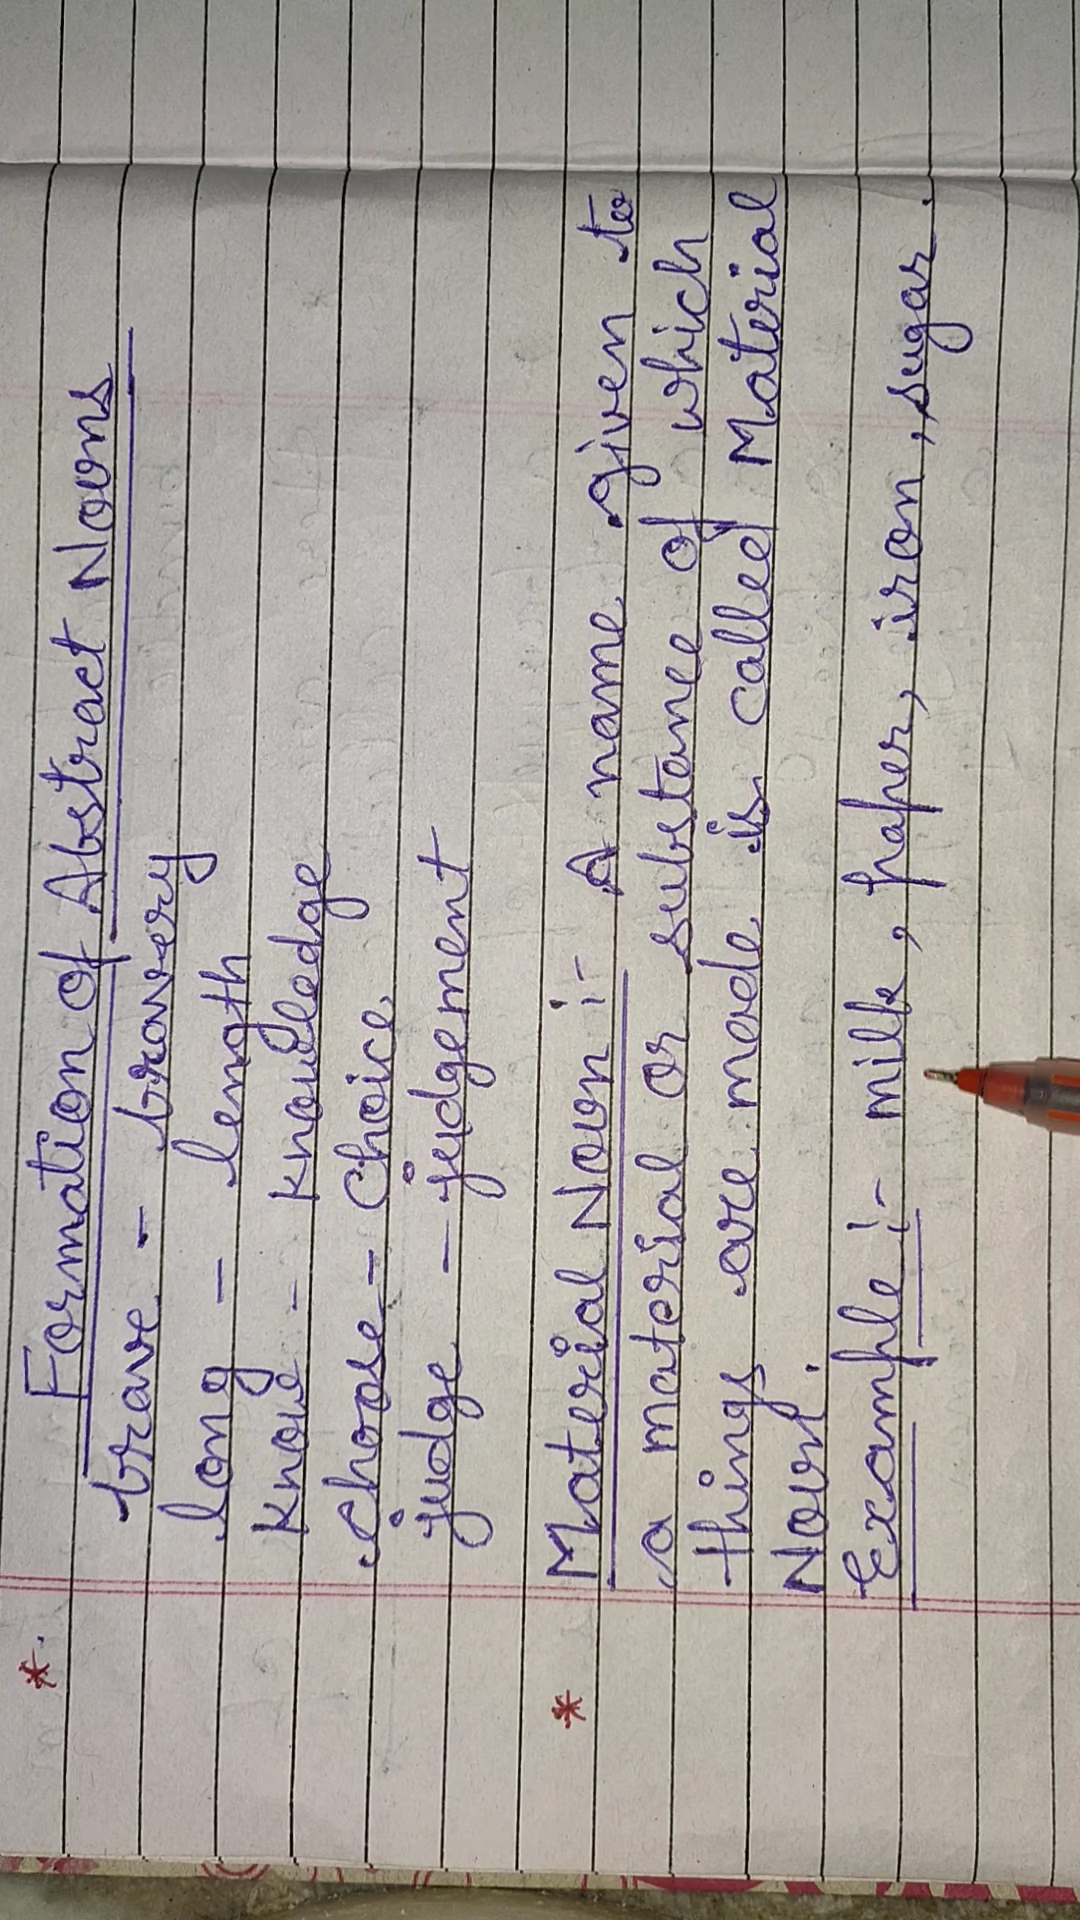 * Formation of Abstract Nouns
brave - bravery
long - length
know - knowledge
choose - Choice
judge - judgement
* Material Noun :- A name given to
a material or substance of which
things are made is called Material
Noun.
Example :- milk, paper, iron, sugar.